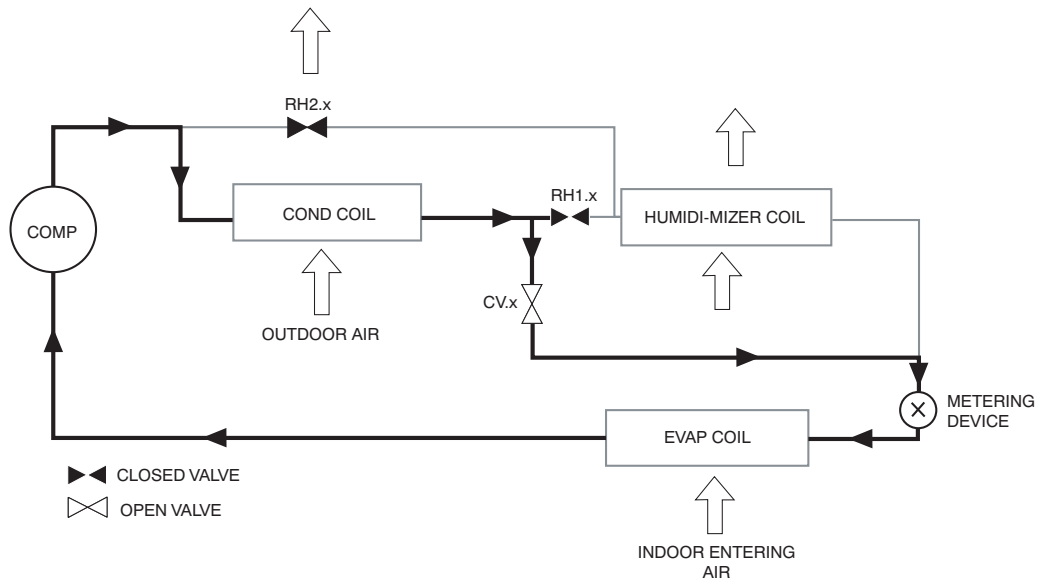 RH2.x
RH1.x
COND COIL
HUMIDI-MIZER COIL
COMP
CV.x
OUTDOOR AIR
METERING
DEVICE
EVAP COIL
CLOSED VALVE
OPEN VALVE
INDOOR ENTERING
AIR